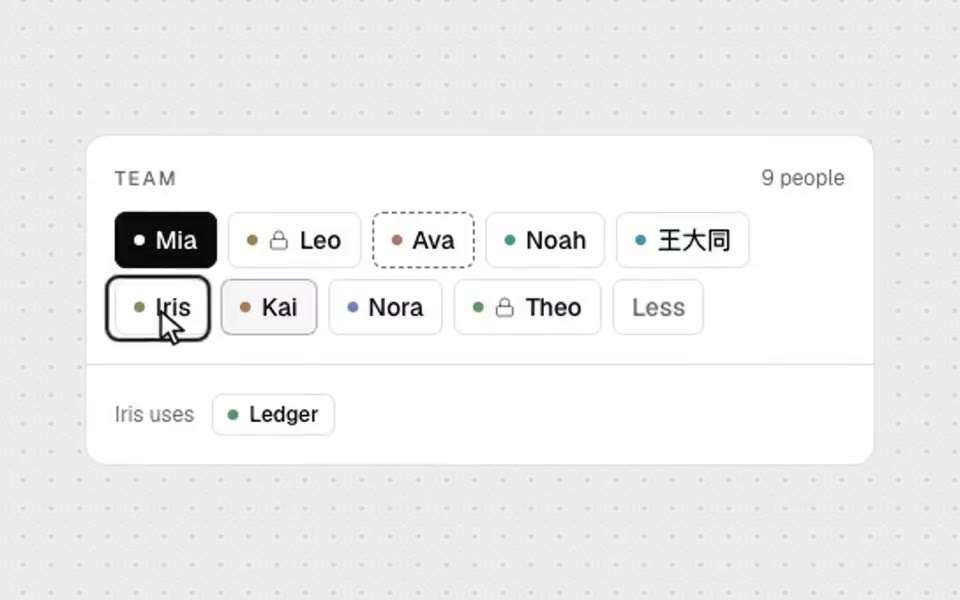 TEAM 9 people
Mia Leo Ava Noah 王大同
Iris Kai Nora Theo Less
Iris uses Ledger